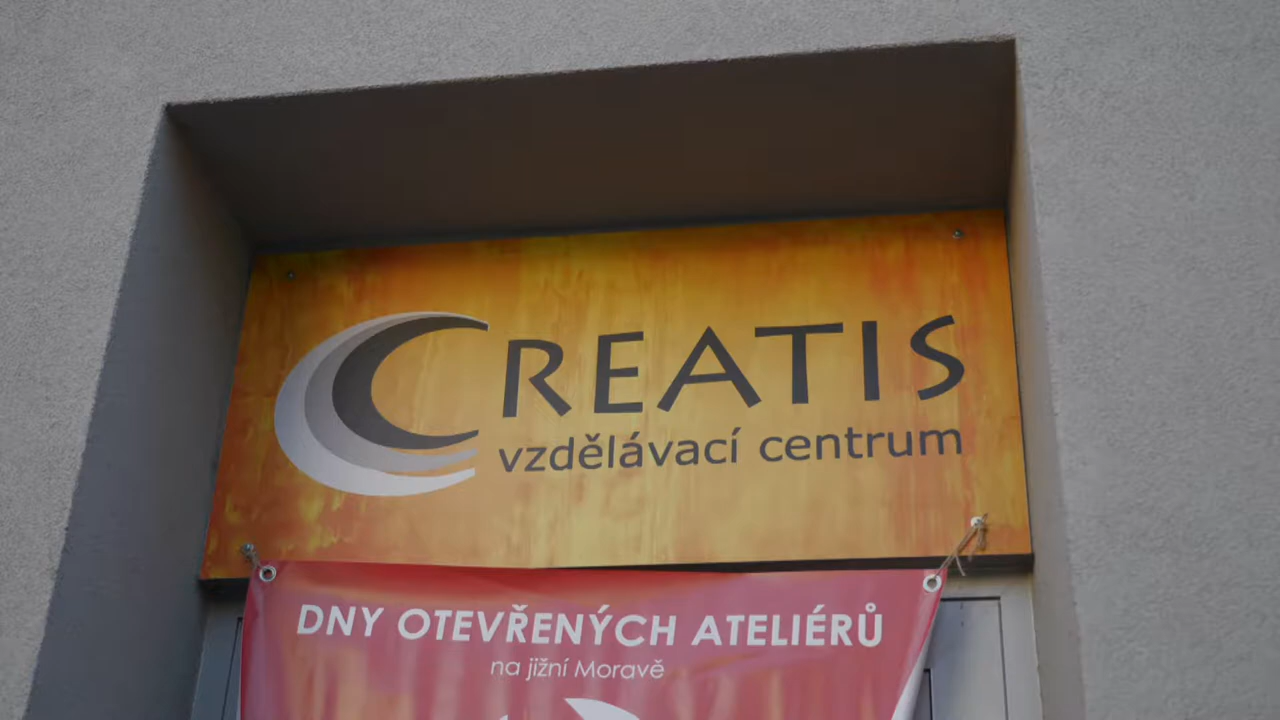 CREATIS
vzdělávací centrum
DNY OTEVŘENÝCH ATELIÉRŮ
na jižní Moravě